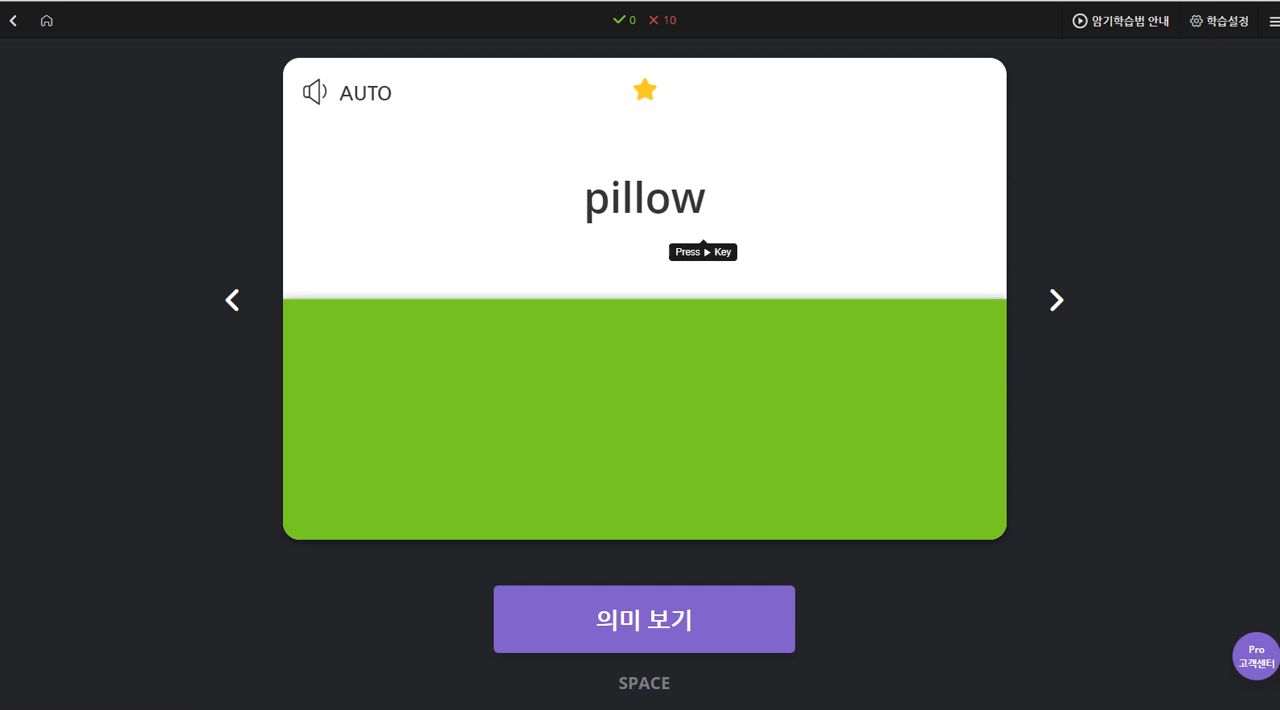 0 10 암기학습법 안내 학습설정
AUTO
pillow
Press ▶ Key
의미 보기
SPACE
Pro
고객센터